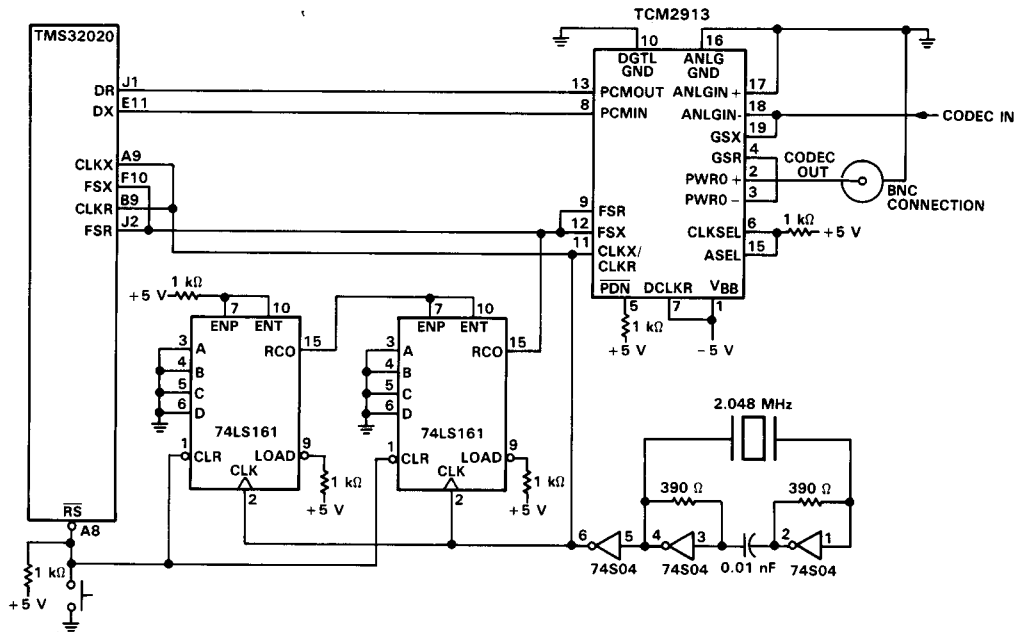 TMS32020
TCM2913
10
16
DGTL
GND
ANLG
GND
DR
J1
13
PCMOUT
ANLGIN +
17
DX
E11
8
PCMIN
ANLGIN-
18
CODEC IN
GSX
19
CLKX
A9
GSR
4
CODEC
OUT
FSX
F10
PWR0 +
2
BNC
CONNECTION
CLKR
B9
PWR0 -
3
FSR
J2
9
FSR
12
FSX
CLKSEL
6
1 kΩ
+5 V
11
CLKX/
CLKR
ASEL
15
PDN
DCLKR
VBB
5
7
1
1 kΩ
+5 V
-5 V
1 kΩ
+5 V
7
10
ENP
ENT
RCO
15
3
A
4
B
5
C
6
D
74LS161
1
CLR
LOAD
9
CLK
2
1 kΩ
+5 V
7
10
ENP
ENT
RCO
15
3
A
4
B
5
C
6
D
74LS161
1
CLR
LOAD
9
CLK
2
1 kΩ
+5 V
2.048 MHz
390 Ω
390 Ω
6
5
4
3
2
1
74S04
74S04
0.01 nF
74S04
RS
A8
1 kΩ
+5 V